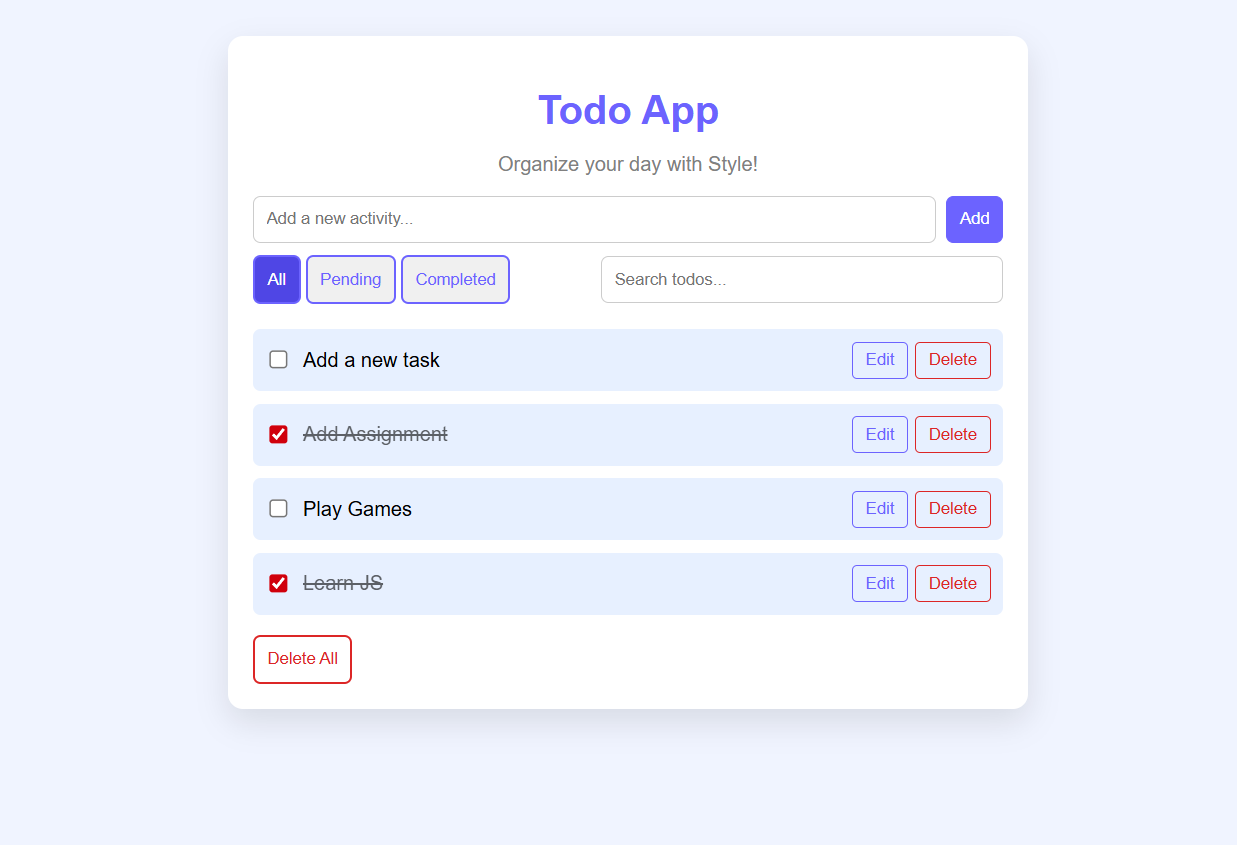 Todo App
Organize your day with Style!
Add a new activity... Add
All Pending Completed Search todos...
Add a new task Edit Delete
Add Assignment Edit Delete
Play Games Edit Delete
Learn JS Edit Delete
Delete All